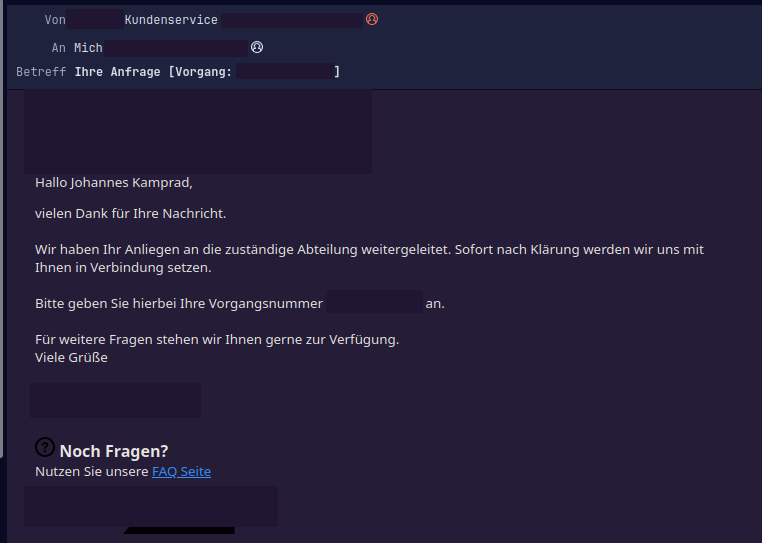 Von Kundenservice
An Mich
Betreff Ihre Anfrage [Vorgang: ]
Hallo Johannes Kamprad,
vielen Dank für Ihre Nachricht.
Wir haben Ihr Anliegen an die zuständige Abteilung weitergeleitet. Sofort nach Klärung werden wir uns mit
Ihnen in Verbindung setzen.
Bitte geben Sie hierbei Ihre Vorgangsnummer an.
Für weitere Fragen stehen wir Ihnen gerne zur Verfügung.
Viele Grüße
? Noch Fragen?
Nutzen Sie unsere FAQ Seite